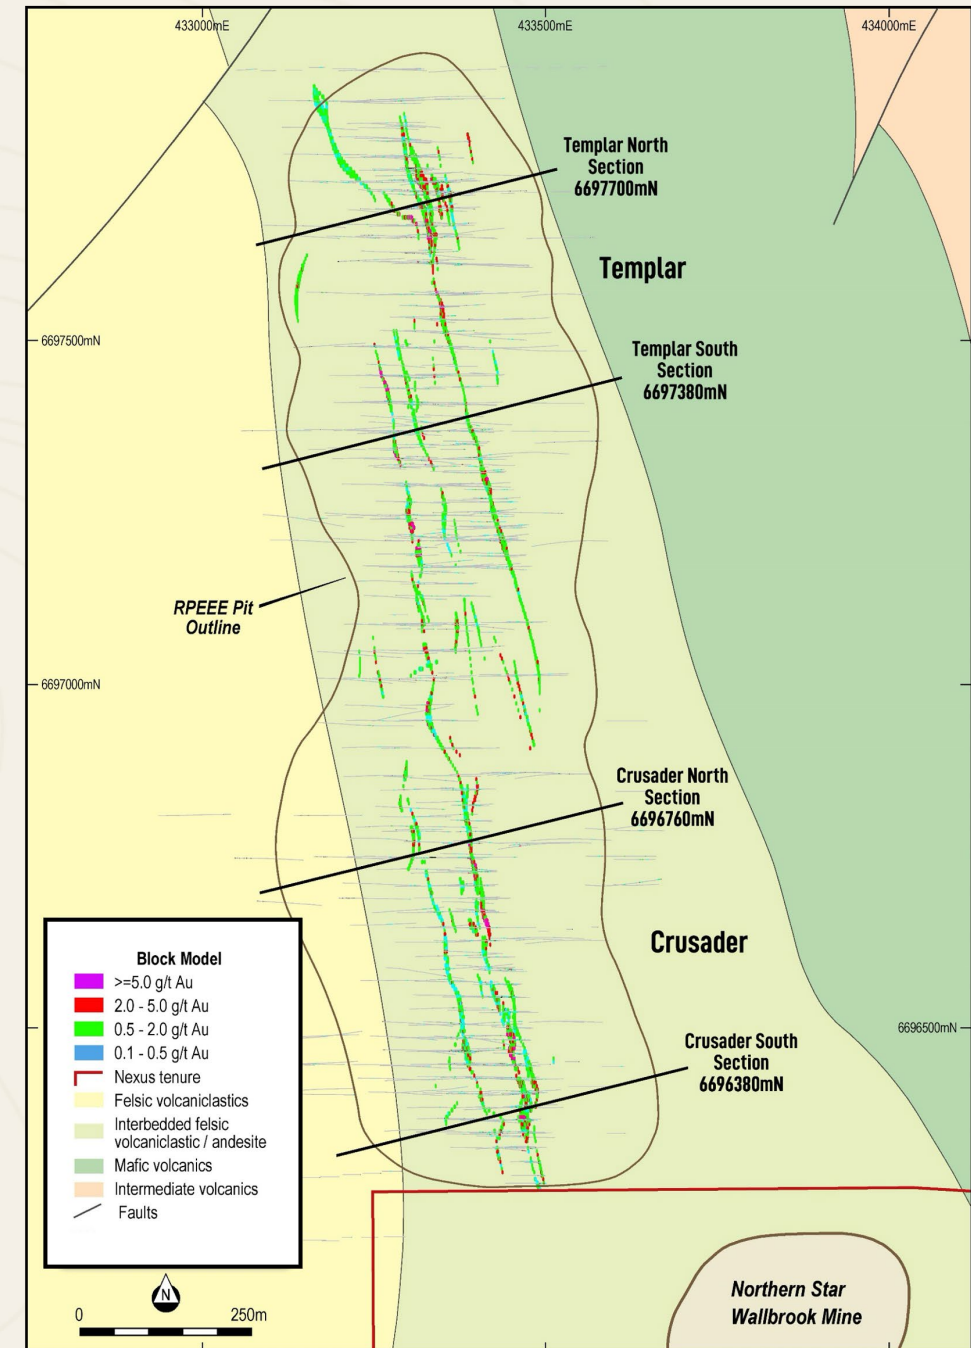 433000mE
433500mE
434000mE
Templar North
Section
6697700mN
Templar
6697500mN
Templar South
Section
6697380mN
RPEEE Pit
Outline
6697000mN
Crusader North
Section
6696760mN
Crusader
6696500mN
Crusader South
Section
6696380mN
Block Model
>=5.0 g/t Au
2.0 - 5.0 g/t Au
0.5 - 2.0 g/t Au
0.1 - 0.5 g/t Au
Nexus tenure
Felsic volcaniclastics
Interbedded felsic
volcaniclastic / andesite
Mafic volcanics
Intermediate volcanics
Faults
N
0 250m
Northern Star
Wallbrook Mine